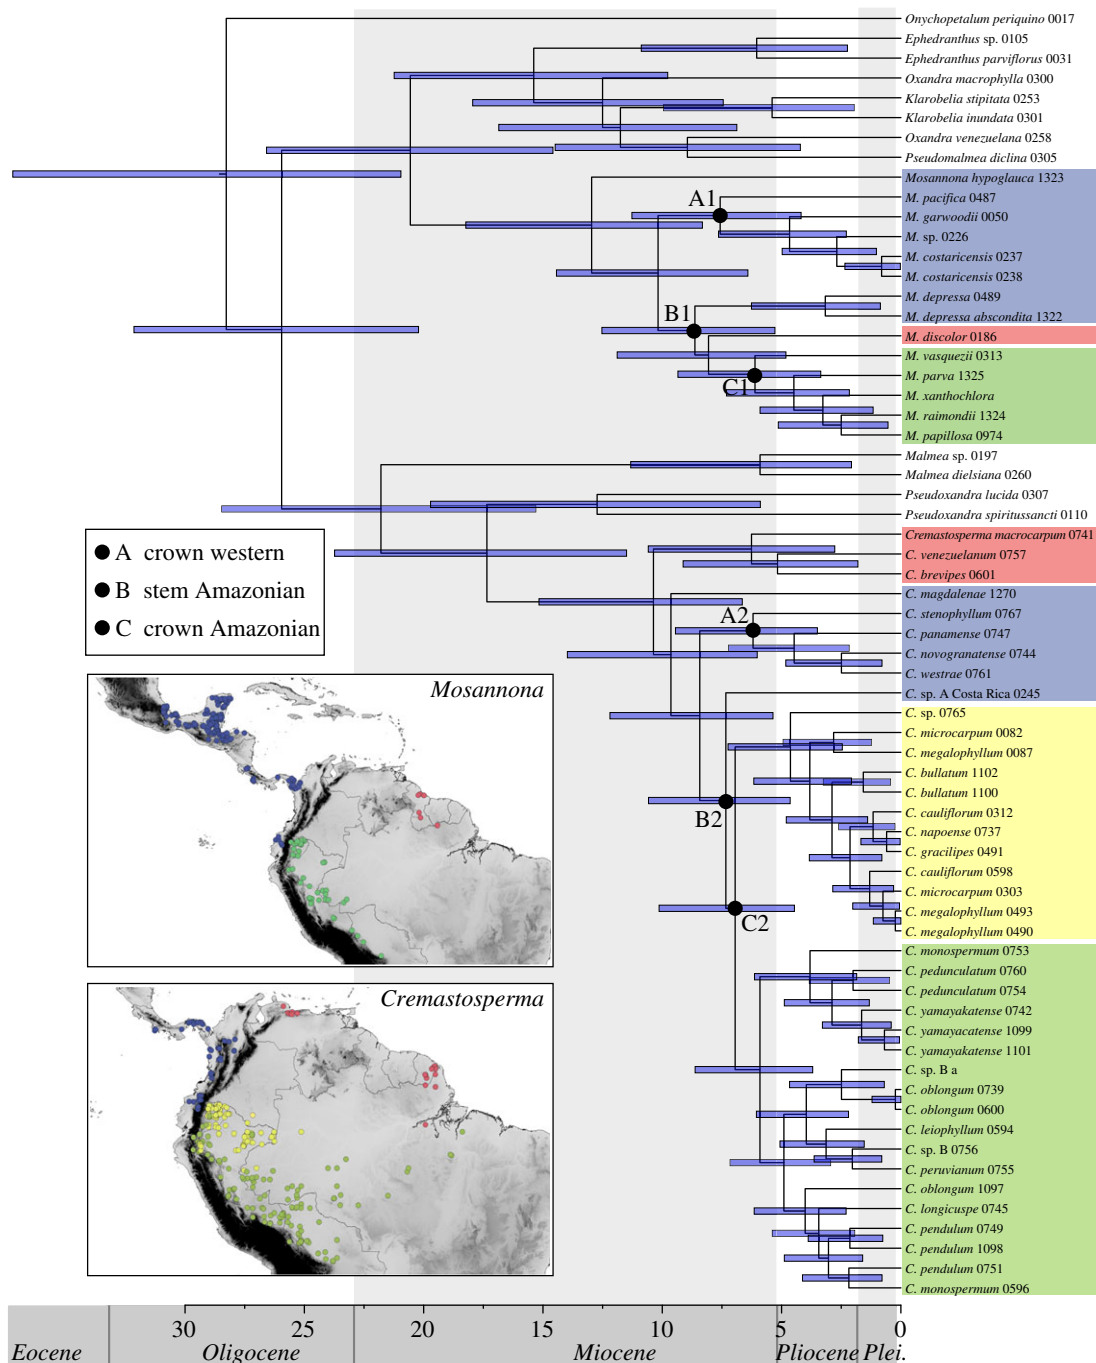 Onychopetalum periquino 0017
Ephedranthus sp. 0105
Ephedranthus parviflorus 0031
Oxandra macrophylla 0300
Klarobelia stipitata 0253
Klarobelia inundata 0301
Oxandra venezuelana 0258
Pseudomalmea diclina 0305
Mosannona hypoglauca 1323
M. pacifica 0487
A1
M. garwoodii 0050
M. sp. 0226
M. costaricensis 0237
M. costaricensis 0238
M. depressa 0489
B1
M. depressa abscondita 1322
M. discolor 0186
M. vasquezii 0313
M. parva 1325
C1
M. xanthochlora
M. raimondii 1324
M. papillosa 0974
Malmea sp. 0197
Malmea dielsiana 0260
Pseudoxandra lucida 0307
Pseudoxandra spiritussancti 0110
Cremastosperma macrocarpum 0741
C. venezuelanum 0757
C. brevipes 0601
C. magdalenae 1270
C. stenophyllum 0767
A2
C. panamense 0747
C. novogranatense 0744
C. westrae 0761
C. sp. A Costa Rica 0245
C. sp. 0765
C. microcarpum 0082
C. megalophyllum 0087
C. bullatum 1102
C. bullatum 1100
B2
C. cauliflorum 0312
C. napoense 0737
C. gracilipes 0491
C. cauliflorum 0598
C. microcarpum 0303
C. megalophyllum 0493
C2
C. megalophyllum 0490
C. monospermum 0753
C. pedunculatum 0760
C. pedunculatum 0754
C. yamayakatense 0742
C. yamayacatense 1099
C. yamayakatense 1101
C. sp. B a
C. oblongum 0739
C. oblongum 0600
C. leiophyllum 0594
C. sp. B 0756
C. peruvianum 0755
C. oblongum 1097
C. longicuspe 0745
C. pendulum 0749
C. pendulum 1098
C. pendulum 0751
C. monospermum 0596
A crown western
B stem Amazonian
C crown Amazonian
Mosannona
Cremastosperma
30 25 20 15 10 5 0
Eocene Oligocene Miocene Pliocene Plei.